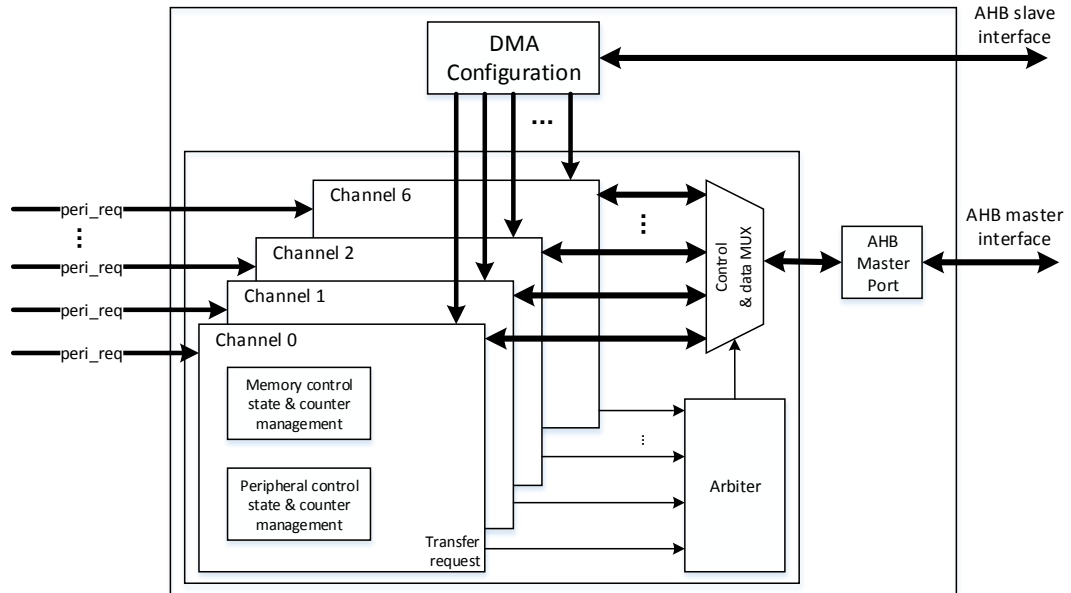 AHB slave
interface
DMA
Configuration
...
Channel 6
peri_req
...
Channel 2
peri_req
Channel 1
peri_req
Channel 0
peri_req
...
Control
& data MUX
AHB
Master
Port
AHB master
interface
Memory control
state & counter
management
...
Peripheral control
state & counter
management
Arbiter
Transfer
request